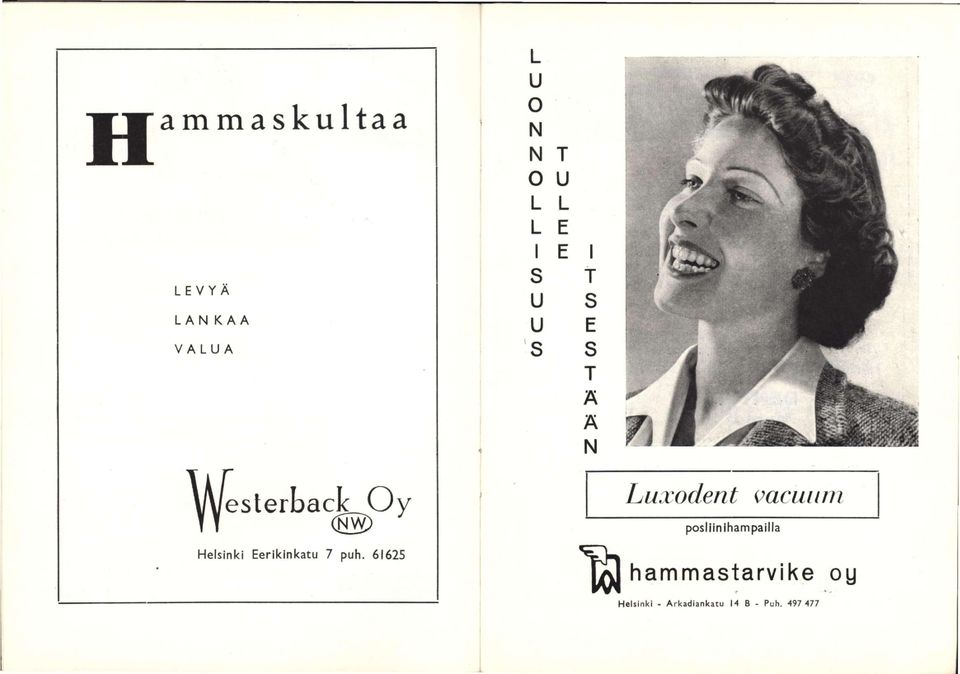 Hammaskultaa
LEVYÄ
LANKAA
VALUA
Westerback Oy
NW
Helsinki Eerikinkatu 7 puh. 61625
LUONNOLLISUUS
TULEE
ITSESTÄÄN
Luxodent vacuum
posliinihampailla
hammastarvike oy
Helsinki - Arkadiankatu 14 B - Puh. 497 477